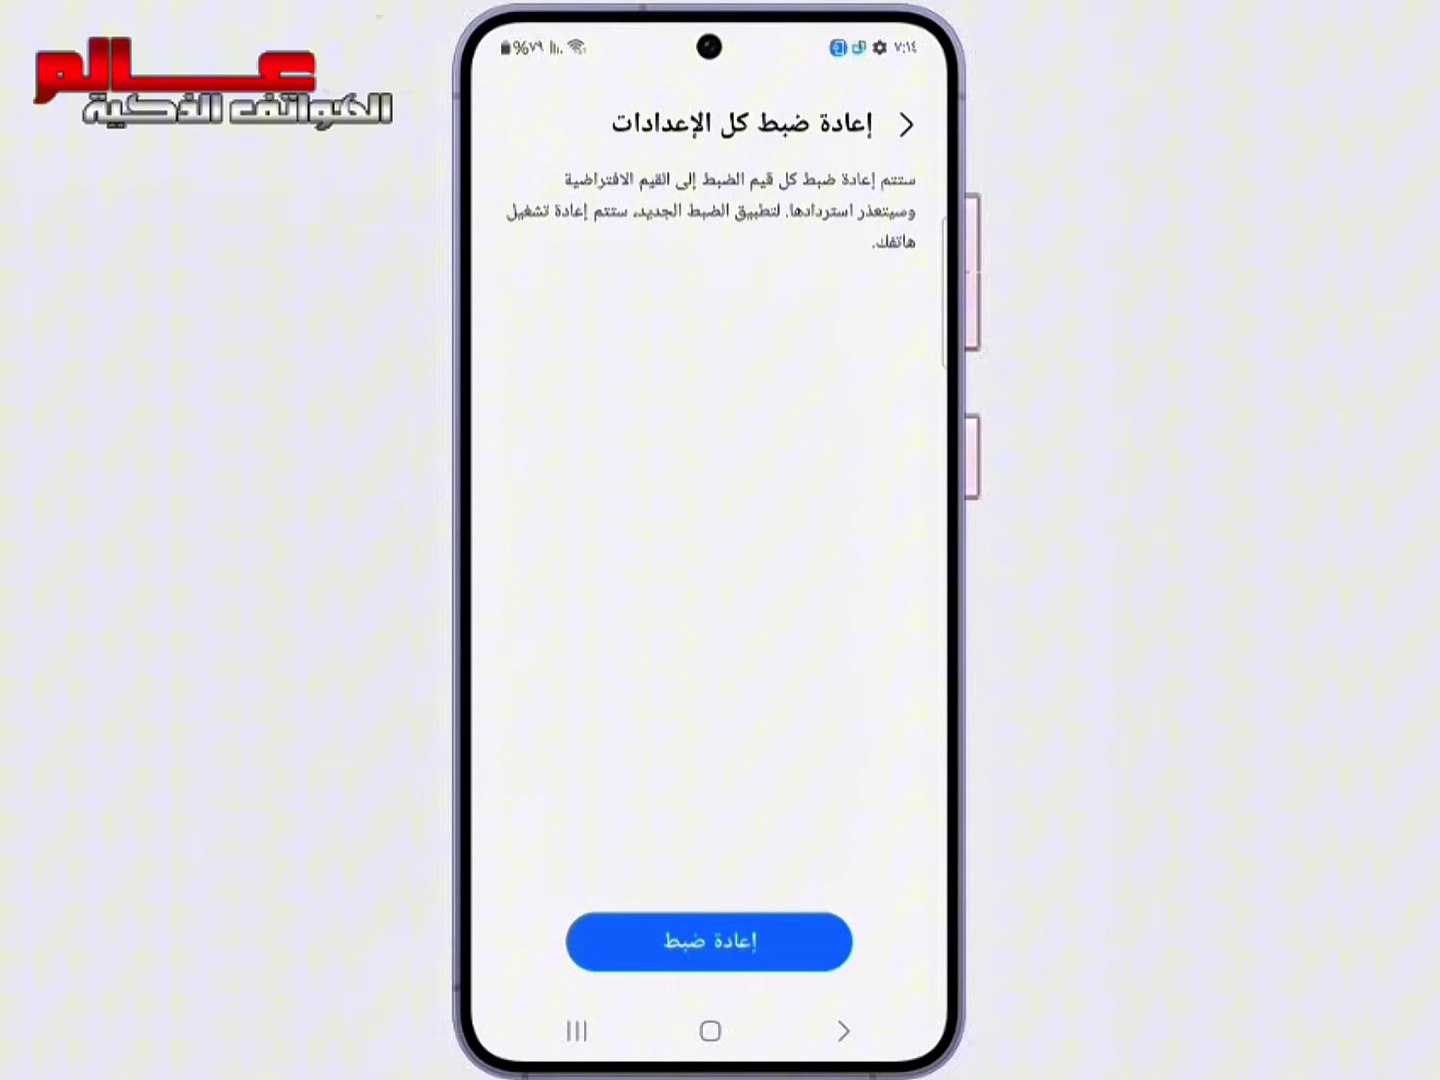 عالم
الهواتف الذكية
٧:١٤
%٧٩
إعادة ضبط كل الإعدادات
ستتم إعادة ضبط كل قيم الضبط إلى القيم الافتراضية
وسيتعذر استردادها. لتطبيق الضبط الجديد، ستتم إعادة تشغيل
هاتفك.
إعادة ضبط